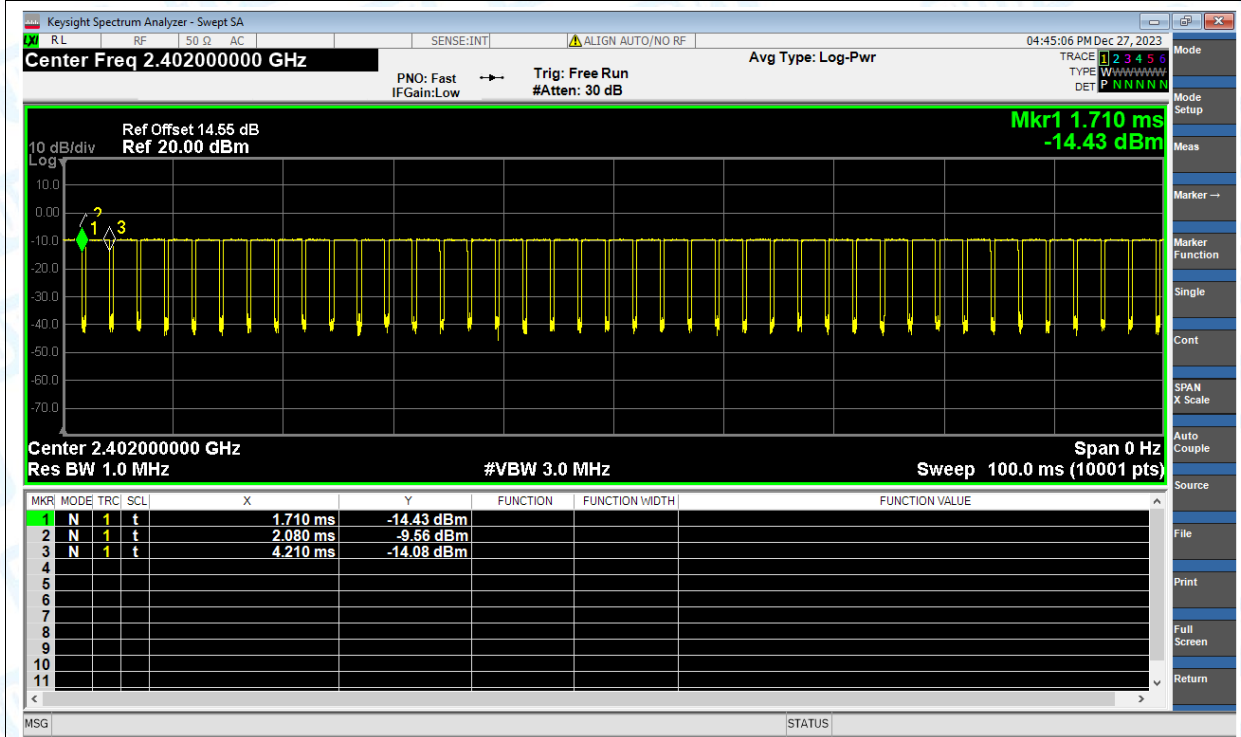 Keysight Spectrum Analyzer - Swept SA
LXI RL RF 50 Ω AC SENSE:INT ALIGN AUTO/NO RF 04:45:06 PM Dec 27, 2023
Center Freq 2.402000000 GHz
PNO: Fast
IFGain:Low
Trig: Free Run
#Atten: 30 dB
Avg Type: Log-Pwr
TRACE 1 2 3 4 5 6
TYPE WWWWWW
DET P N N N N N
Ref Offset 14.55 dB
10 dB/div Ref 20.00 dBm
Log
Mkr1 1.710 ms
-14.43 dBm
10.0
0.00
-10.0
-20.0
-30.0
-40.0
-50.0
-60.0
-70.0
2
1 3
Center 2.402000000 GHz Span 0 Hz
Res BW 1.0 MHz #VBW 3.0 MHz Sweep 100.0 ms (10001 pts)
MKR MODE TRC SCL X Y FUNCTION FUNCTION WIDTH FUNCTION VALUE
1 N 1 t 1.710 ms -14.43 dBm
2 N 1 t 2.080 ms -9.56 dBm
3 N 1 t 4.210 ms -14.08 dBm
4
5
6
7
8
9
10
11
MSG STATUS
Mode
Mode
Setup
Meas
Marker →
Marker
Function
Single
Cont
SPAN
X Scale
Auto
Couple
Source
File
Print
Full
Screen
Return